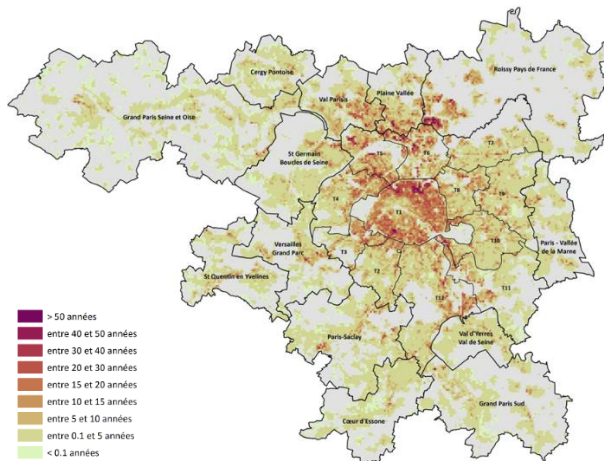 Cergy Pontoise
Roissy Pays de France
Val Parisis
Plaine Vallée
Grand Paris Seine et Oise
St Germain
Boucles de Seine
T5
T6
T7
T4
T8
T9
T1
Paris - Vallée
de la Marne
Versailles
Grand Parc
T3
T10
T2
St Quentin en Yvelines
T11
T12
Paris-Saclay
Val d'Yerres
Val de Seine
Grand Paris Sud
Cœur d'Essonne
> 50 années
entre 40 et 50 années
entre 30 et 40 années
entre 20 et 30 années
entre 15 et 20 années
entre 10 et 15 années
entre 5 et 10 années
entre 0.1 et 5 années
< 0.1 années